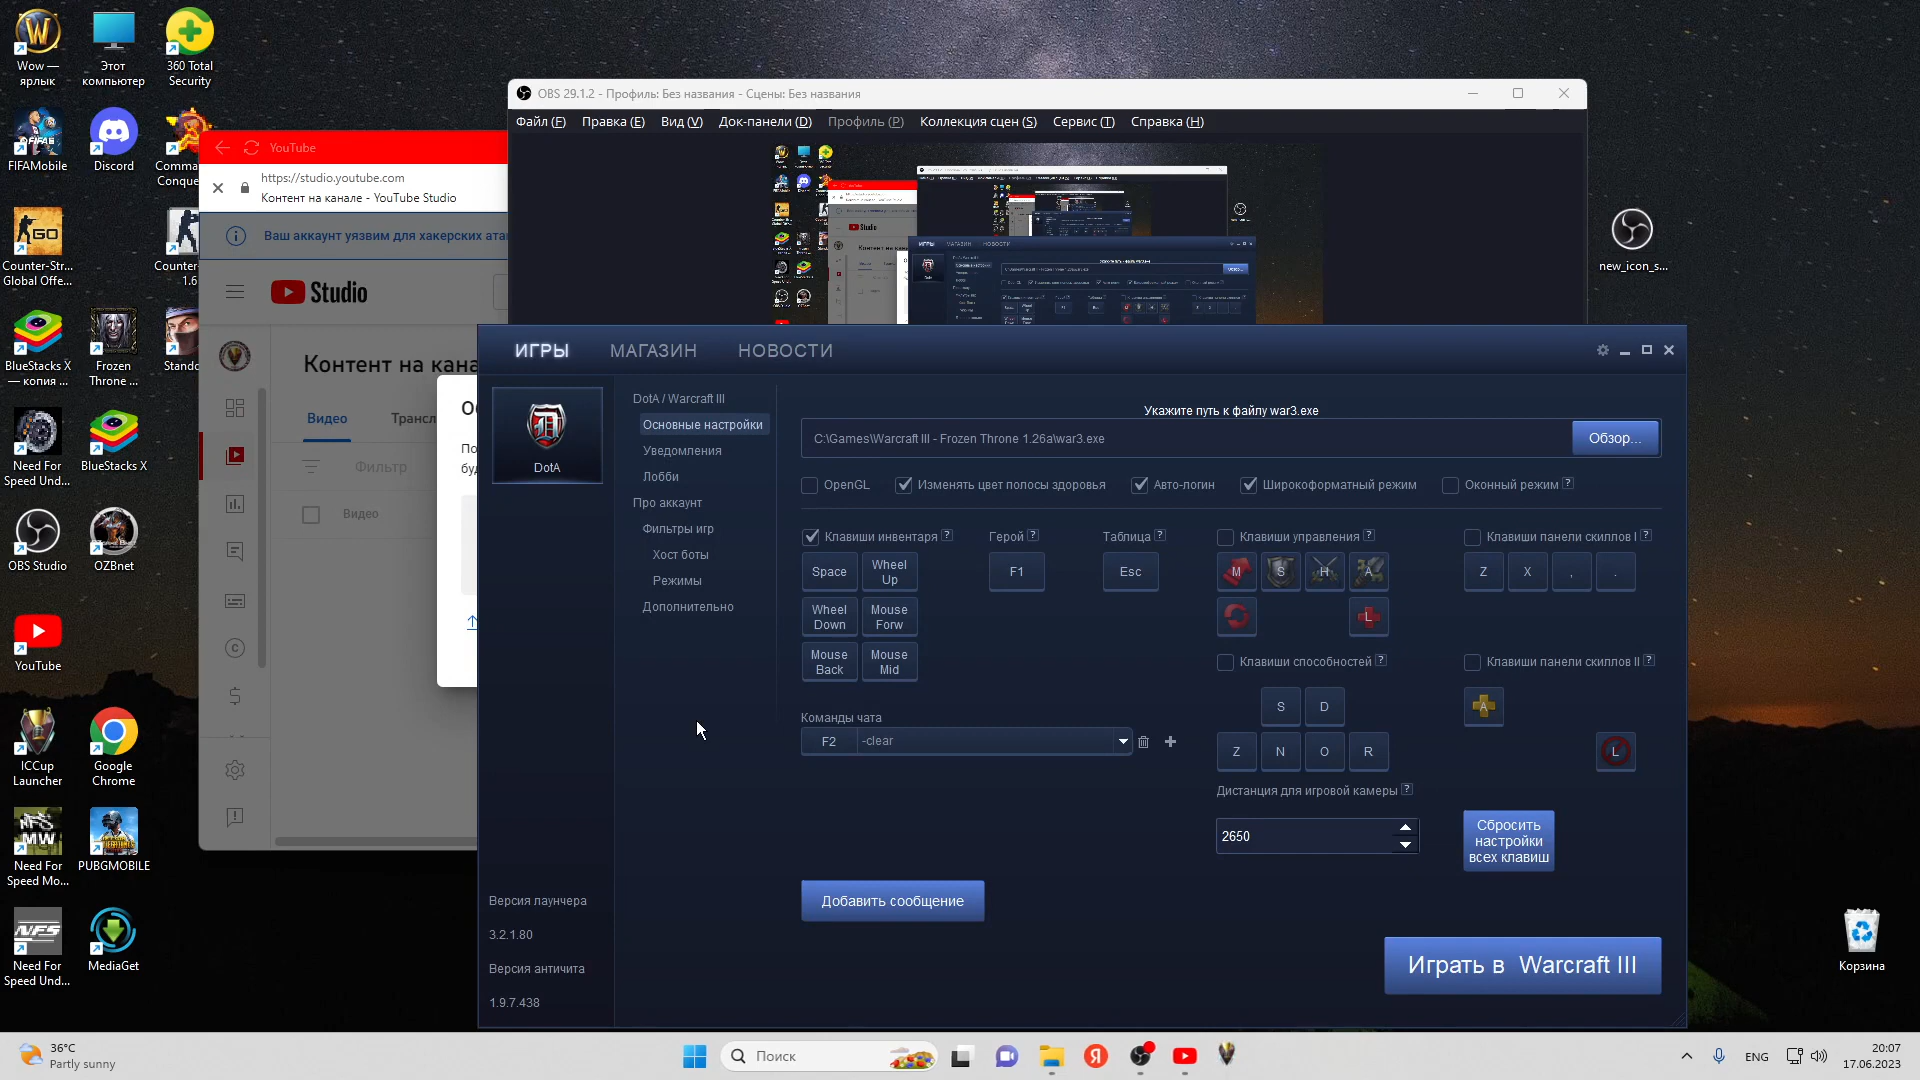 Wow —
ярлык
Этот
компьютер
360 Total
Security
FIFAMobile
Discord
Comma
Conque
Counter-Str...
Global Offe...
Counter-
1.6
BlueStacks X
— копия ...
Frozen
Throne ...
Stando
Need For
Speed Und...
BlueStacks X
OBS Studio
OZBnet
YouTube
ICCup
Launcher
Google
Chrome
Need For
Speed Mo...
PUBGMOBILE
Need For
Speed Und...
MediaGet
new_icon_s...
Корзина
YouTube
https://studio.youtube.com
Контент на канале - YouTube Studio
Ваш аккаунт уязвим для хакерских ата
Studio
Контент на кана
Видео
Трансл
Фильтр
Видео
По
буд
OBS 29.1.2 - Профиль: Без названия - Сцены: Без названия
Файл (F)
Правка (E)
Вид (V)
Док-панели (D)
Профиль (P)
Коллекция сцен (S)
Сервис (T)
Справка (H)
ИГРЫ
МАГАЗИН
НОВОСТИ
DotA
DotA / Warcraft III
Основные настройки
Уведомления
Лобби
Про аккаунт
Фильтры игр
Хост боты
Режимы
Дополнительно
Версия лаунчера
3.2.1.80
Версия античита
1.9.7.438
Укажите путь к файлу war3.exe
C:\Games\Warcraft III - Frozen Throne 1.26a\war3.exe
Обзор...
OpenGL
Изменять цвет полосы здоровья
Авто-логин
Широкоформатный режим
Оконный режим ?
Клавиши инвентаря ?
Герой ?
Таблица ?
Клавиши управления ?
Клавиши панели скиллов I ?
Space
Wheel
Up
F1
Esc
M
S
H
A
Z
X
,
.
Wheel
Down
Mouse
Forw
L
Mouse
Back
Mouse
Mid
Клавиши способностей ?
Клавиши панели скиллов II ?
S
D
A
Z
N
O
R
L
Команды чата
F2
-clear
Дистанция для игровой камеры ?
2650
Сбросить
настройки
всех клавиш
Добавить сообщение
Играть в Warcraft III
36°C
Partly sunny
Поиск
ENG
20:07
17.06.2023